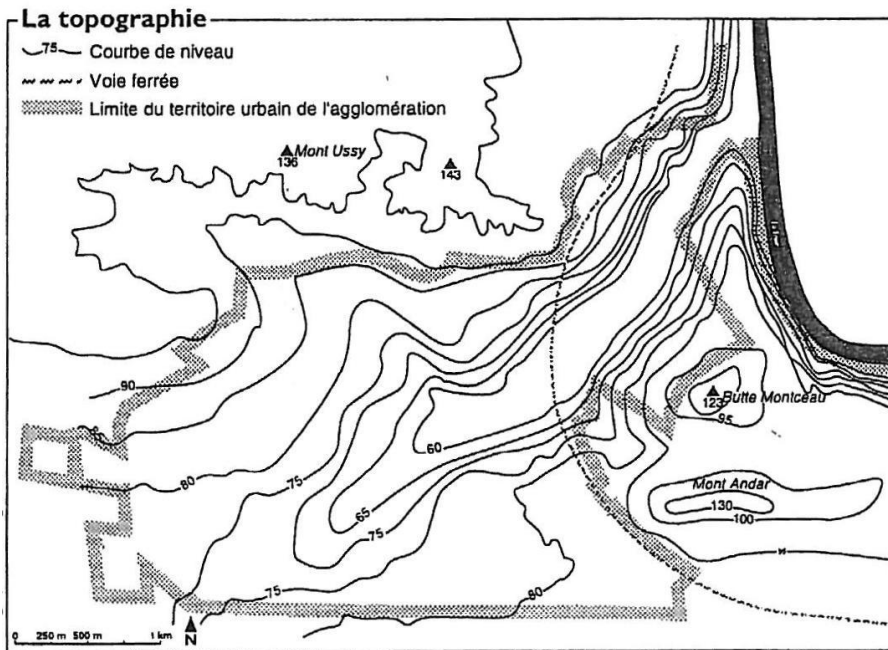 La topographie
75 Courbe de niveau
Voie ferrée
Limite du territoire urbain de l'agglomération
Mont Ussy
136
143
90
Butte Montceau
123
95
60
80
75
Mont Andar
130
100
65
75
80
75
N
0 250 m 500 m 1 km